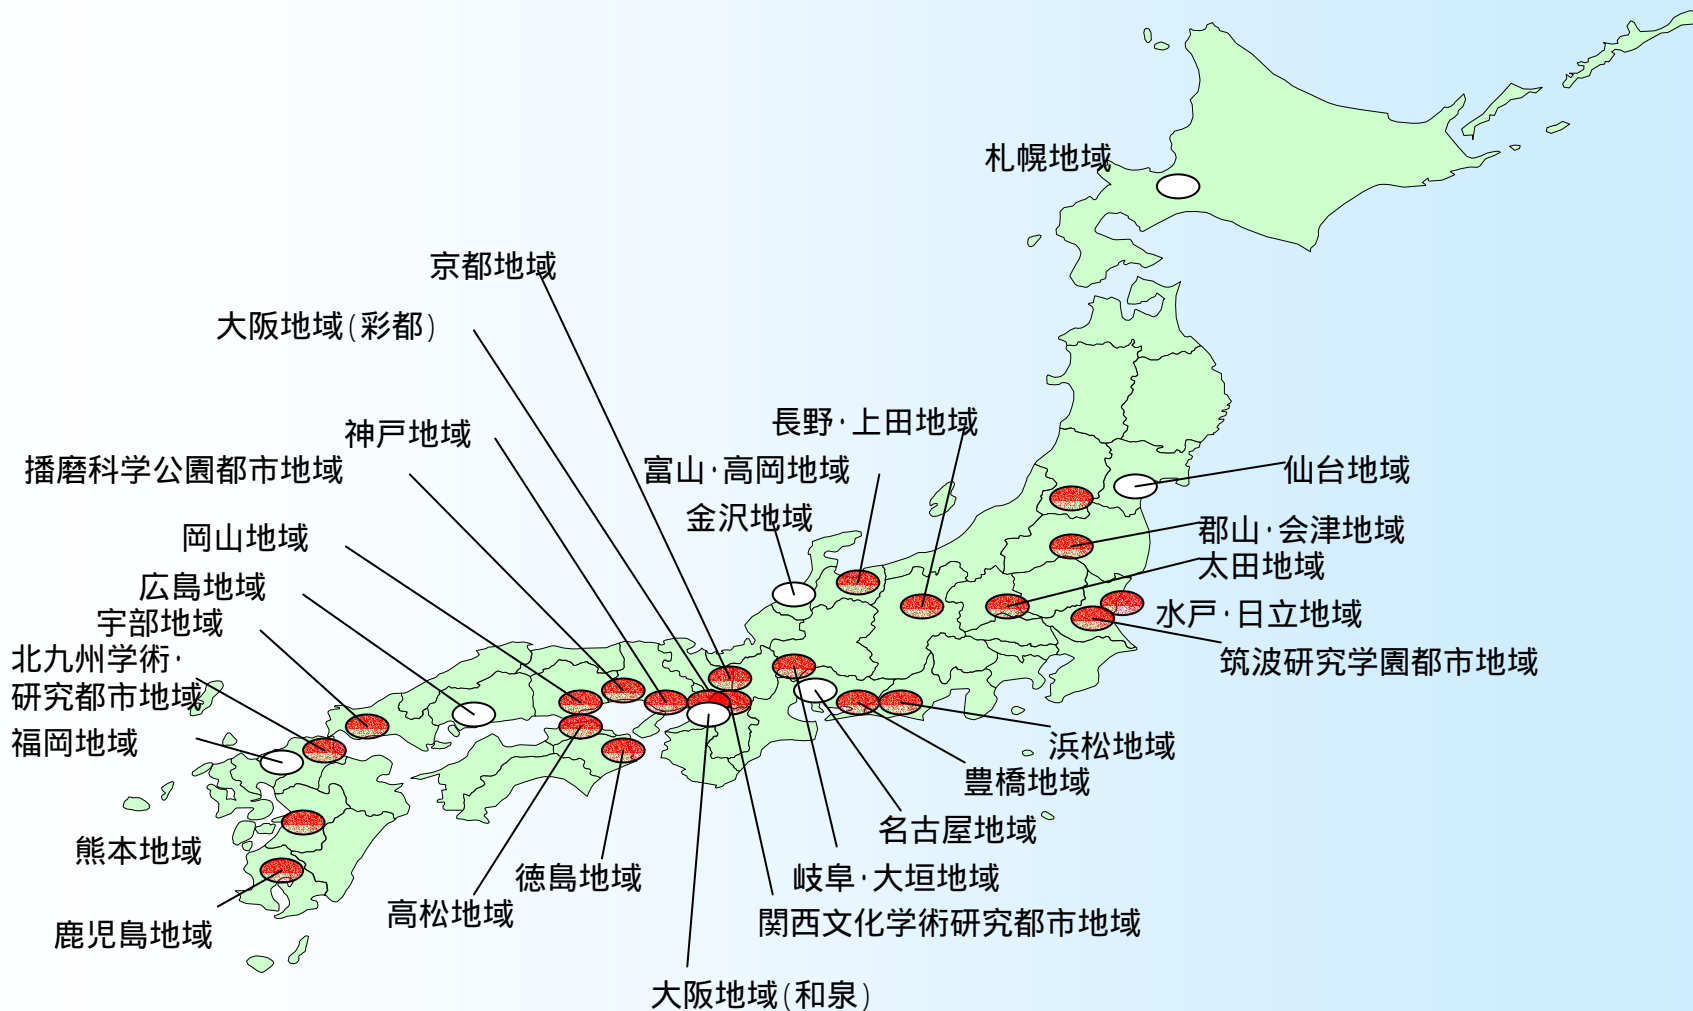 札幌地域
京都地域
大阪地域(彩都)
長野・上田地域
神戸地域
播磨科学公園都市地域
富山・高岡地域
仙台地域
金沢地域
岡山地域
郡山・会津地域
太田地域
広島地域
宇部地域
水戸・日立地域
北九州学術・
研究都市地域
筑波研究学園都市地域
福岡地域
浜松地域
豊橋地域
名古屋地域
熊本地域
徳島地域
岐阜・大垣地域
高松地域
関西文化学術研究都市地域
鹿児島地域
大阪地域(和泉)